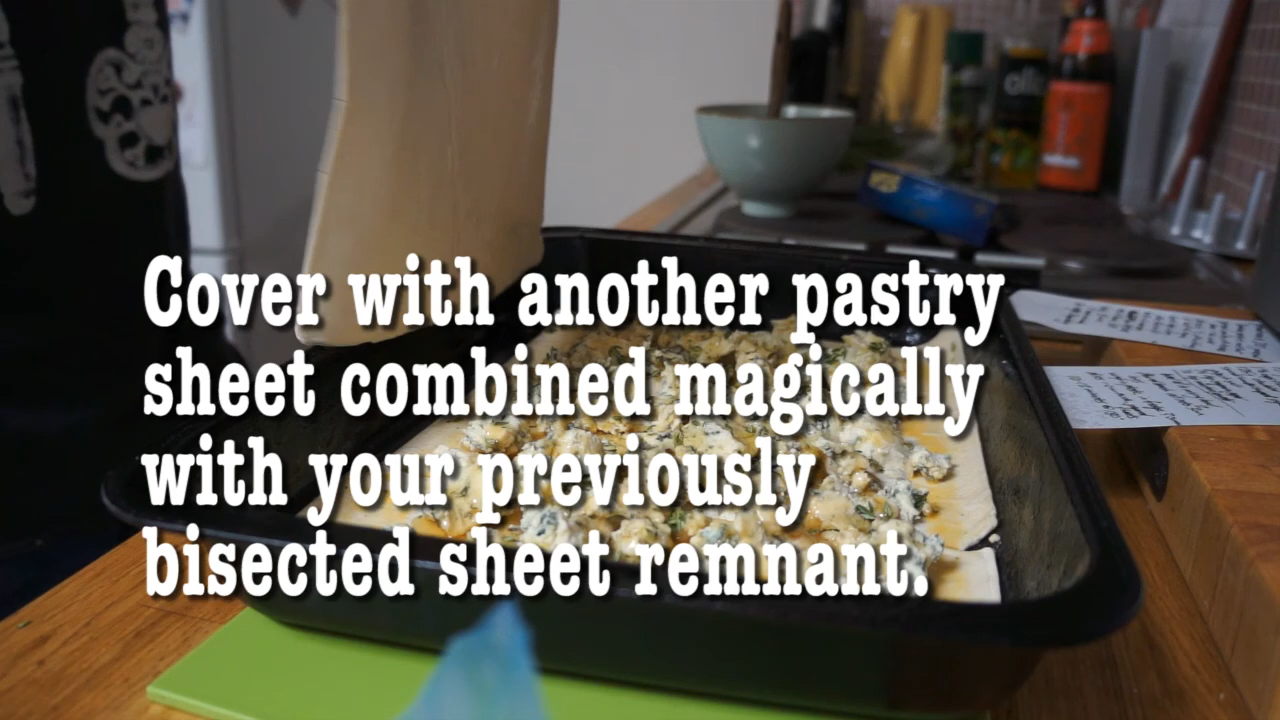 Cover with another pastry
sheet combined magically
with your previously
bisected sheet remnant.